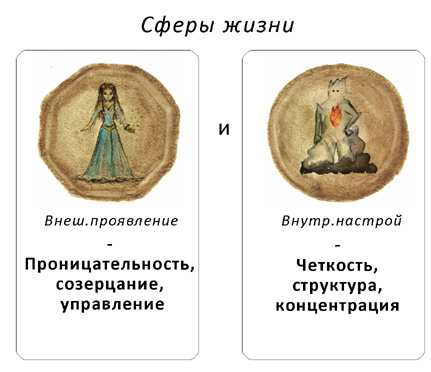 Сферы жизни
и
Внеш.проявление
-
Проницательность,
созерцание,
управление
Внутр.настрой
-
Четкость,
структура,
концентрация